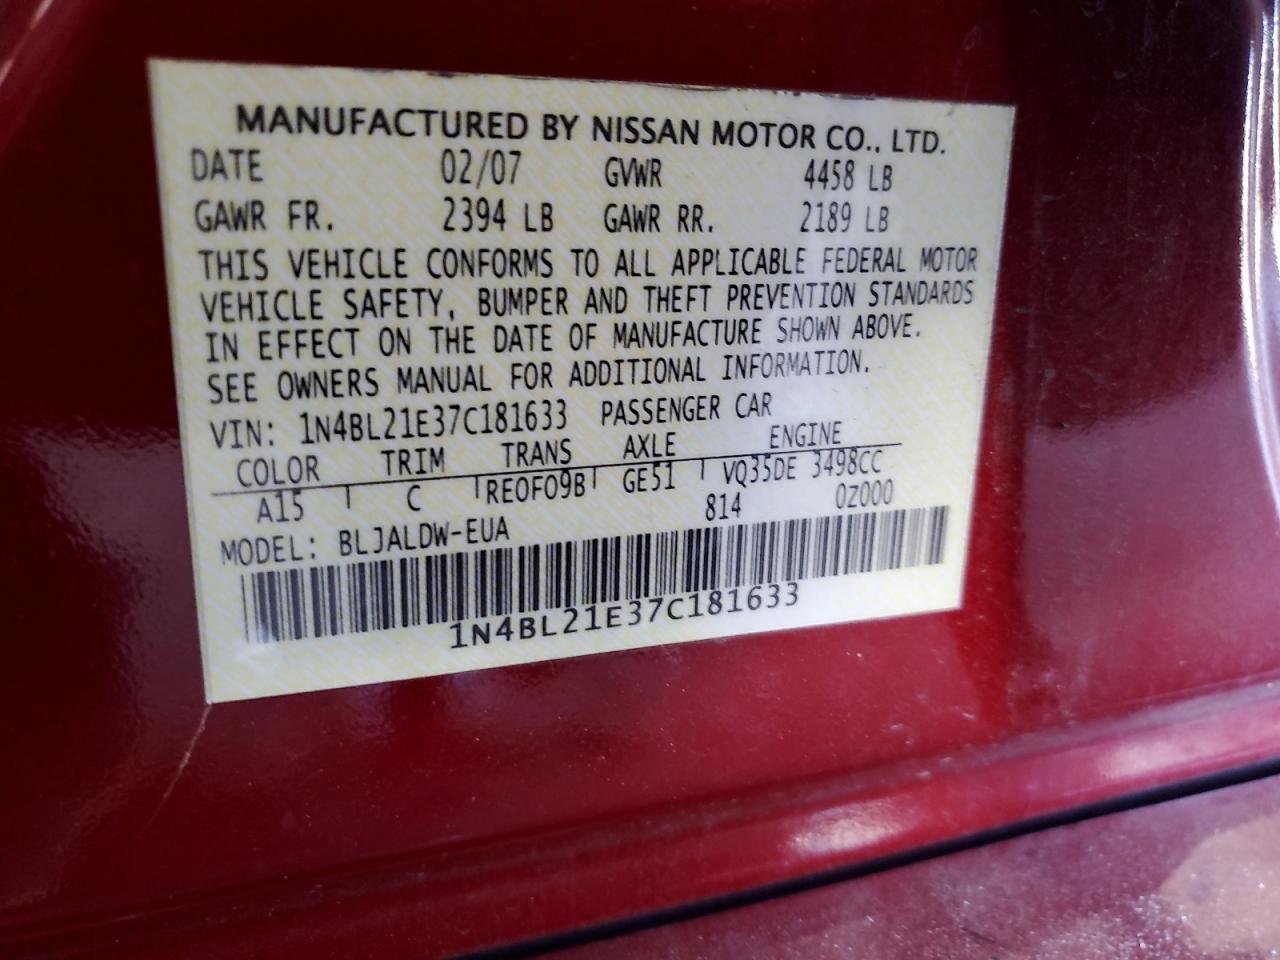 MANUFACTURED BY NISSAN MOTOR CO., LTD.
DATE 02/07 GVWR 4458 LB
GAWR FR. 2394 LB GAWR RR. 2189 LB
THIS VEHICLE CONFORMS TO ALL APPLICABLE FEDERAL MOTOR
VEHICLE SAFETY, BUMPER AND THEFT PREVENTION STANDARDS
IN EFFECT ON THE DATE OF MANUFACTURE SHOWN ABOVE.
SEE OWNERS MANUAL FOR ADDITIONAL INFORMATION.
VIN: 1N4BL21E37C181633 PASSENGER CAR
COLOR TRIM TRANS AXLE ENGINE
A15 C RE0F09B GE51 VQ35DE 3498CC
MODEL: BLJALDW-EUA 814 0Z000
1N4BL21E37C181633